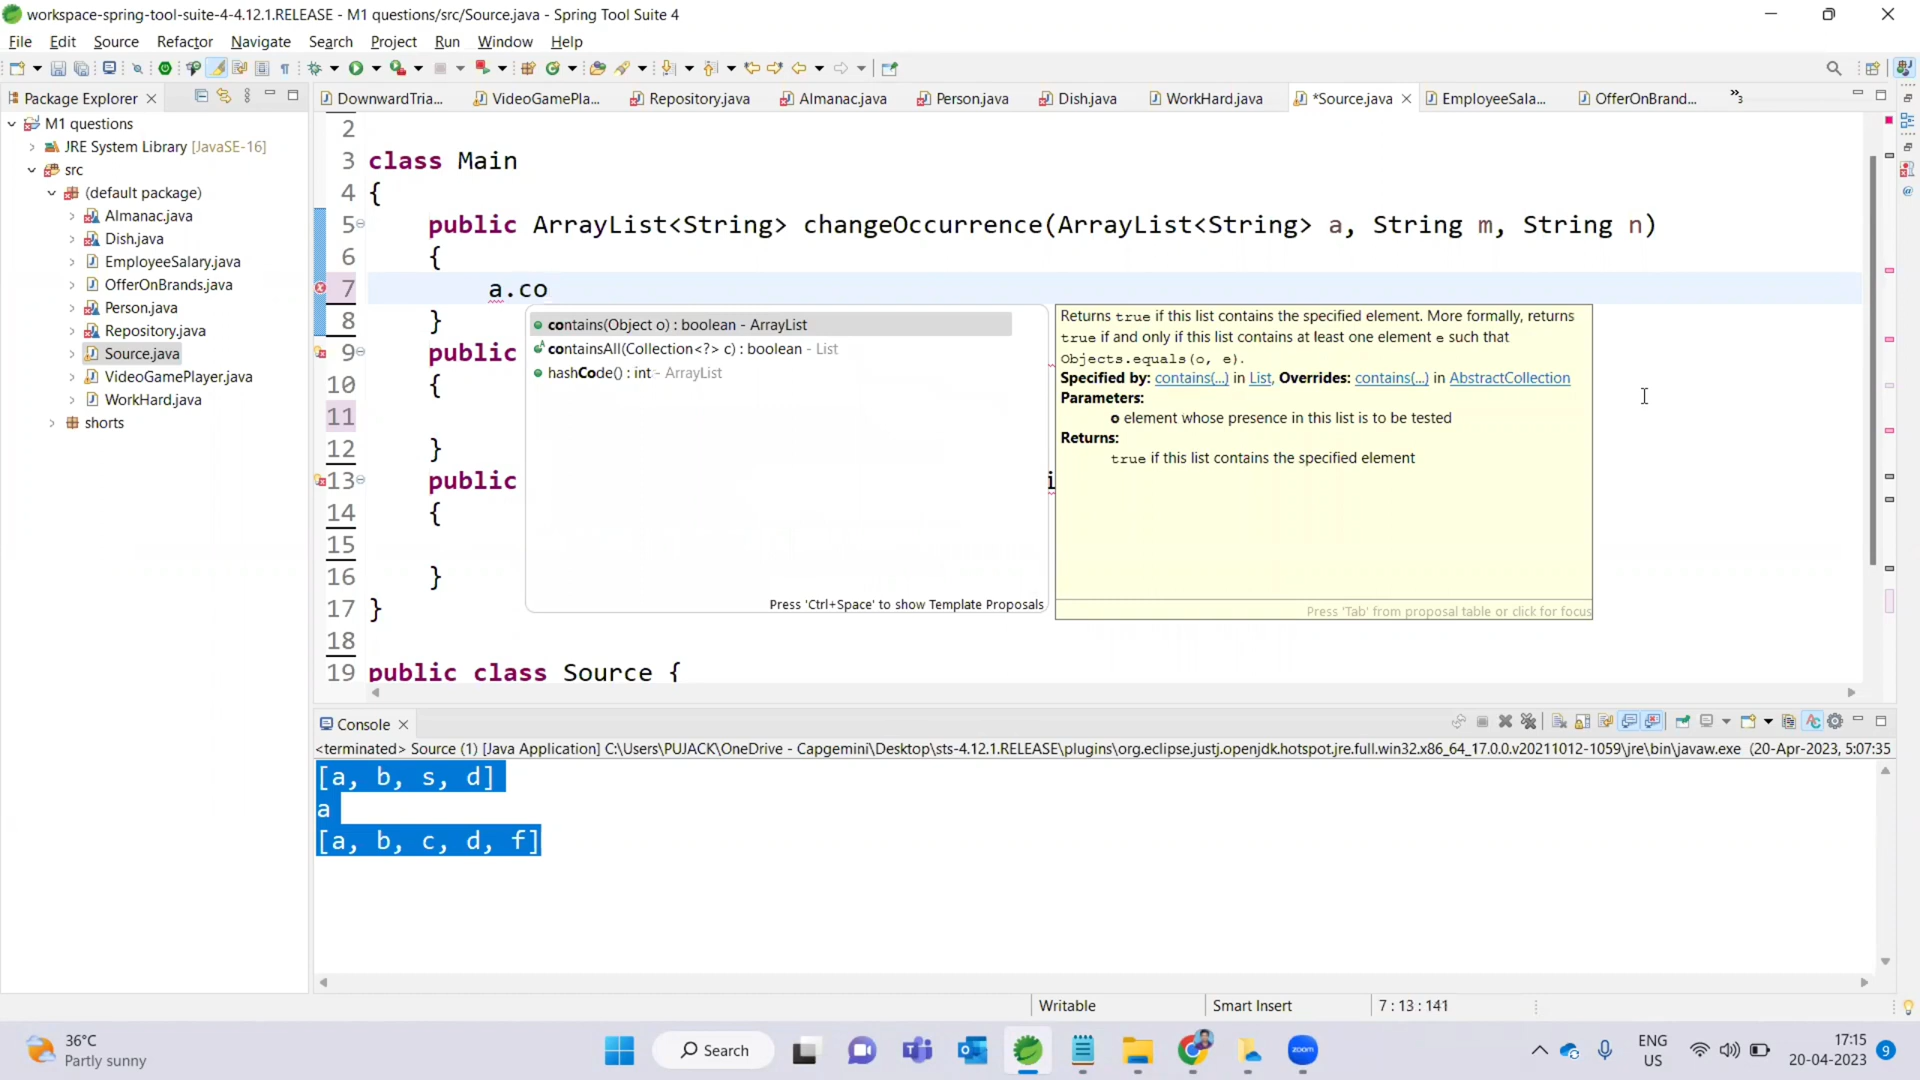 workspace-spring-tool-suite-4-4.12.1.RELEASE - M1 questions/src/Source.java - Spring Tool Suite 4
File Edit Source Refactor Navigate Search Project Run Window Help
Package Explorer
DownwardTria... VideoGamePla... Repository.java Almanac.java Person.java Dish.java WorkHard.java *Source.java EmployeeSala... OfferOnBrand... »3
M1 questions
JRE System Library [JavaSE-16]
src
(default package)
Almanac.java
Dish.java
EmployeeSalary.java
OfferOnBrands.java
Person.java
Repository.java
Source.java
VideoGamePlayer.java
WorkHard.java
shorts
2
3 class Main
4 {
5 public ArrayList<String> changeOccurrence(ArrayList<String> a, String m, String n)
6 {
7 a.co
8 }
9 public
10 {
11
12 }
13 public i
14 {
15
16 }
17 }
18
19 public class Source {
contains(Object o) : boolean - ArrayList
containsAll(Collection<?> c) : boolean - List
hashCode() : int - ArrayList
Press 'Ctrl+Space' to show Template Proposals
Returns true if this list contains the specified element. More formally, returns
true if and only if this list contains at least one element e such that
Objects.equals(o, e).
Specified by: contains(...) in List, Overrides: contains(...) in AbstractCollection
Parameters:
o element whose presence in this list is to be tested
Returns:
true if this list contains the specified element
Press 'Tab' from proposal table or click for focus
Console
<terminated> Source (1) [Java Application] C:\Users\PUJACK\OneDrive - Capgemini\Desktop\sts-4.12.1.RELEASE\plugins\org.eclipse.justj.openjdk.hotspot.jre.full.win32.x86_64_17.0.0.v20211012-1059\jre\bin\javaw.exe (20-Apr-2023, 5:07:35
[a, b, s, d]
a
[a, b, c, d, f]
Writable Smart Insert 7 : 13 : 141
36°C
Partly sunny
Search
zoom
ENG
US
17:15
20-04-2023
9